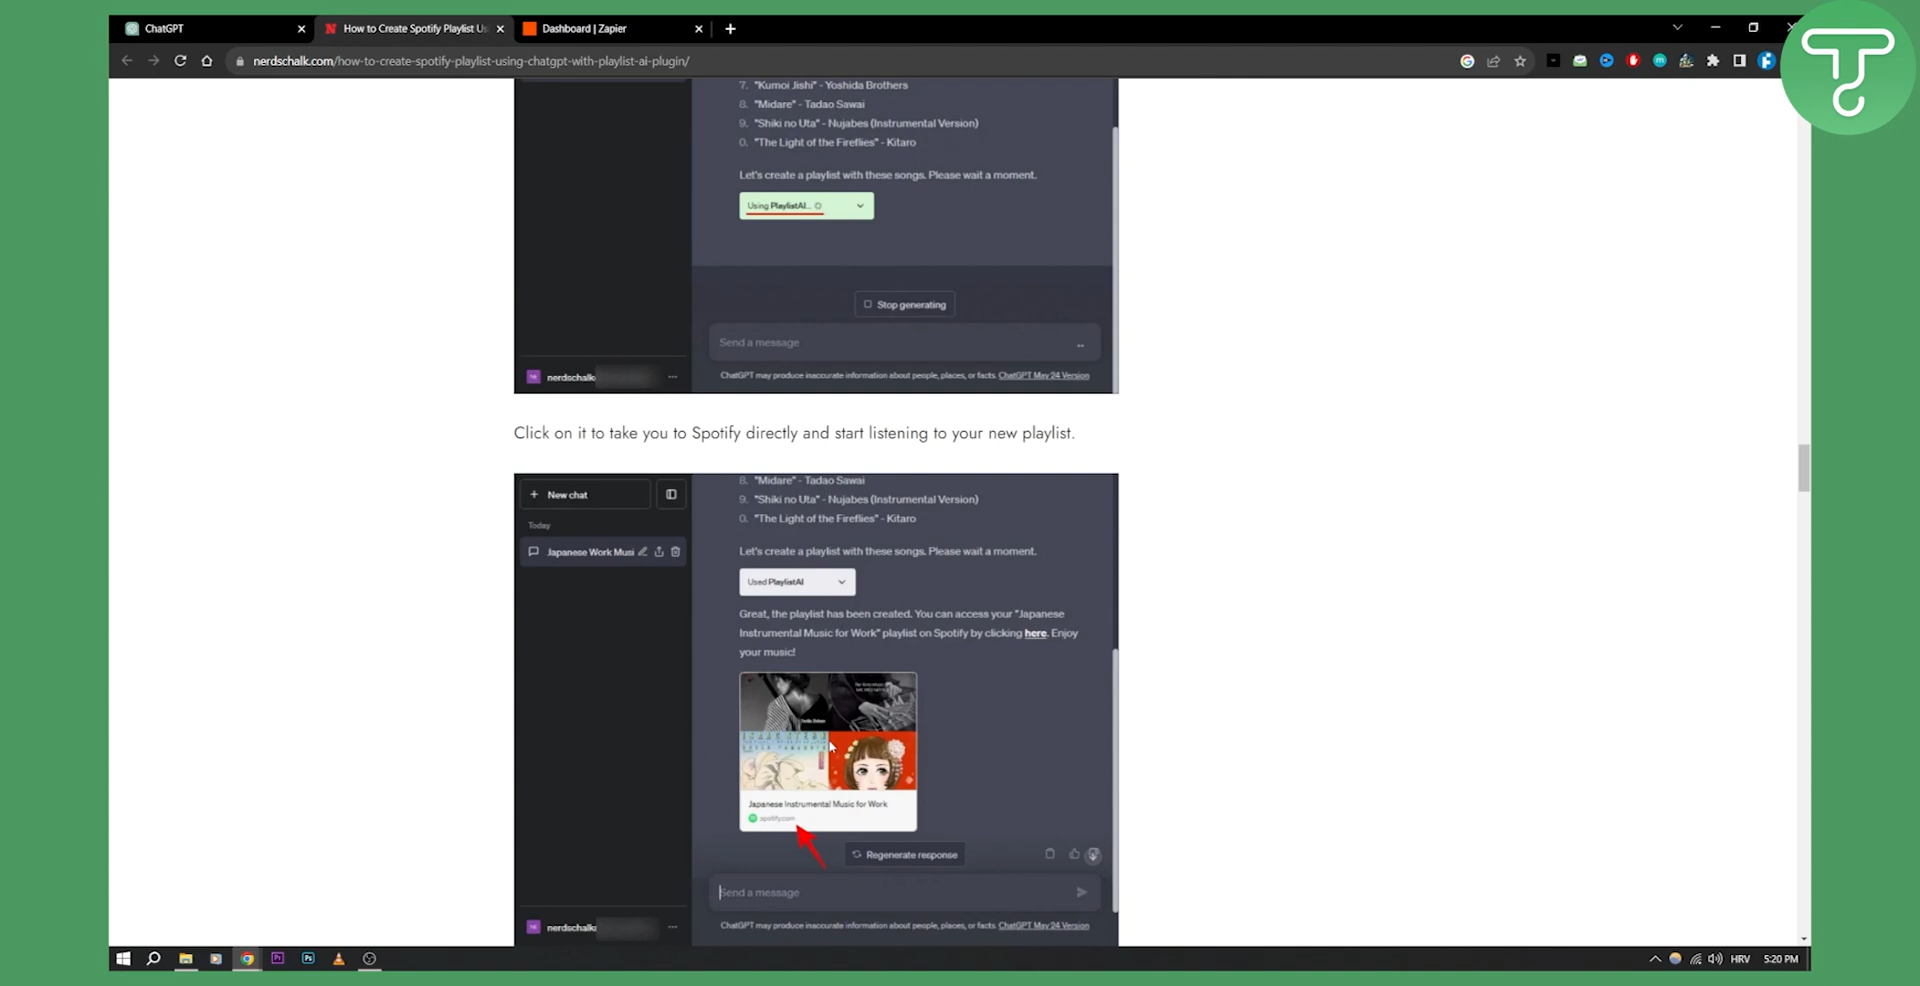 ChatGPT
How to Create Spotify Playlist Us
Dashboard | Zapier
nerdschalk.com/how-to-create-spotify-playlist-using-chatgpt-with-playlist-ai-plugin/
7. "Kumoi Jishi" - Yoshida Brothers
8. "Midare" - Tadao Sawai
9. "Shiki no Uta" - Nujabes (Instrumental Version)
0. "The Light of the Fireflies" - Kitaro
Let's create a playlist with these songs. Please wait a moment.
Using PlaylistAI...
Stop generating
Send a message
nerdschalk
ChatGPT may produce inaccurate information about people, places, or facts. ChatGPT May 24 Version
Click on it to take you to Spotify directly and start listening to your new playlist.
New chat
Today
Japanese Work Musi
8. "Midare" - Tadao Sawai
9. "Shiki no Uta" - Nujabes (Instrumental Version)
0. "The Light of the Fireflies" - Kitaro
Let's create a playlist with these songs. Please wait a moment.
Used PlaylistAI
Great, the playlist has been created. You can access your "Japanese
Instrumental Music for Work" playlist on Spotify by clicking here. Enjoy
your music!
Japanese Instrumental Music for Work
spotify.com
Regenerate response
Send a message
nerdschalk
ChatGPT may produce inaccurate information about people, places, or facts. ChatGPT May 24 Version
HRV
5:20 PM